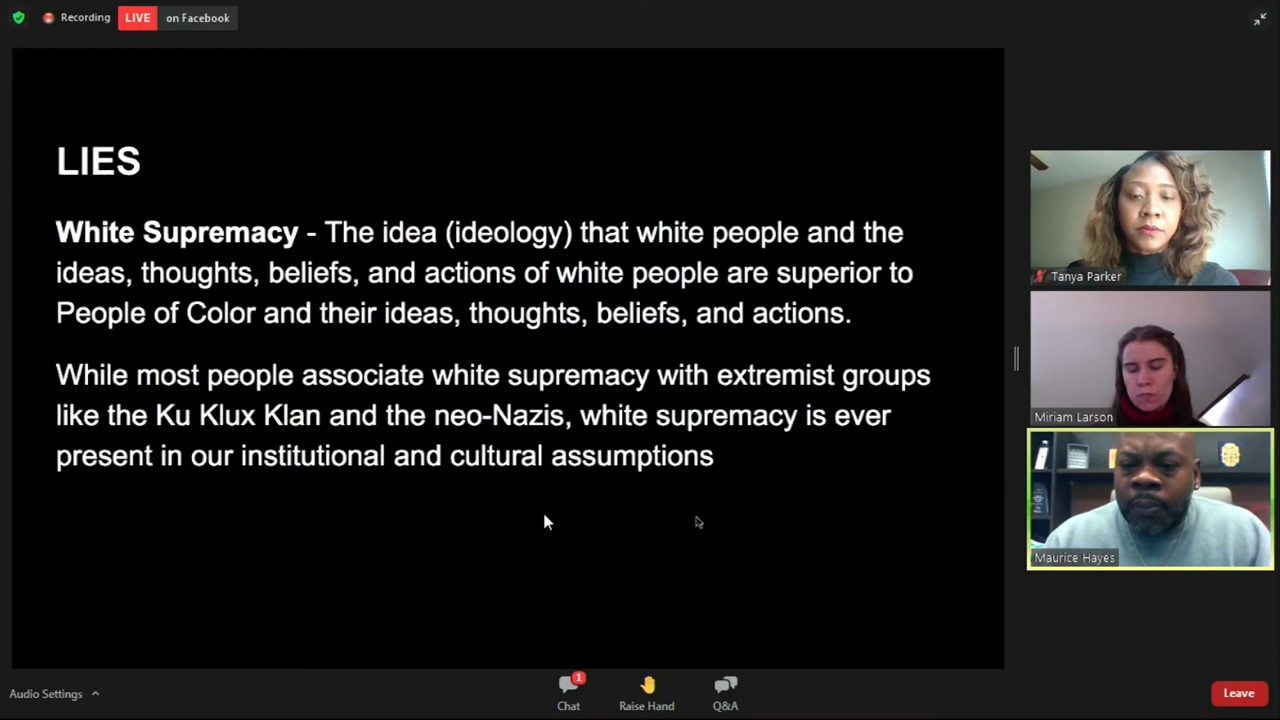 Recording
LIVE on Facebook
LIES
White Supremacy - The idea (ideology) that white people and the
ideas, thoughts, beliefs, and actions of white people are superior to
People of Color and their ideas, thoughts, beliefs, and actions.
While most people associate white supremacy with extremist groups
like the Ku Klux Klan and the neo-Nazis, white supremacy is ever
present in our institutional and cultural assumptions
Tanya Parker
Miriam Larson
Maurice Hayes
Audio Settings
1
Chat
Raise Hand
Q&A
Leave